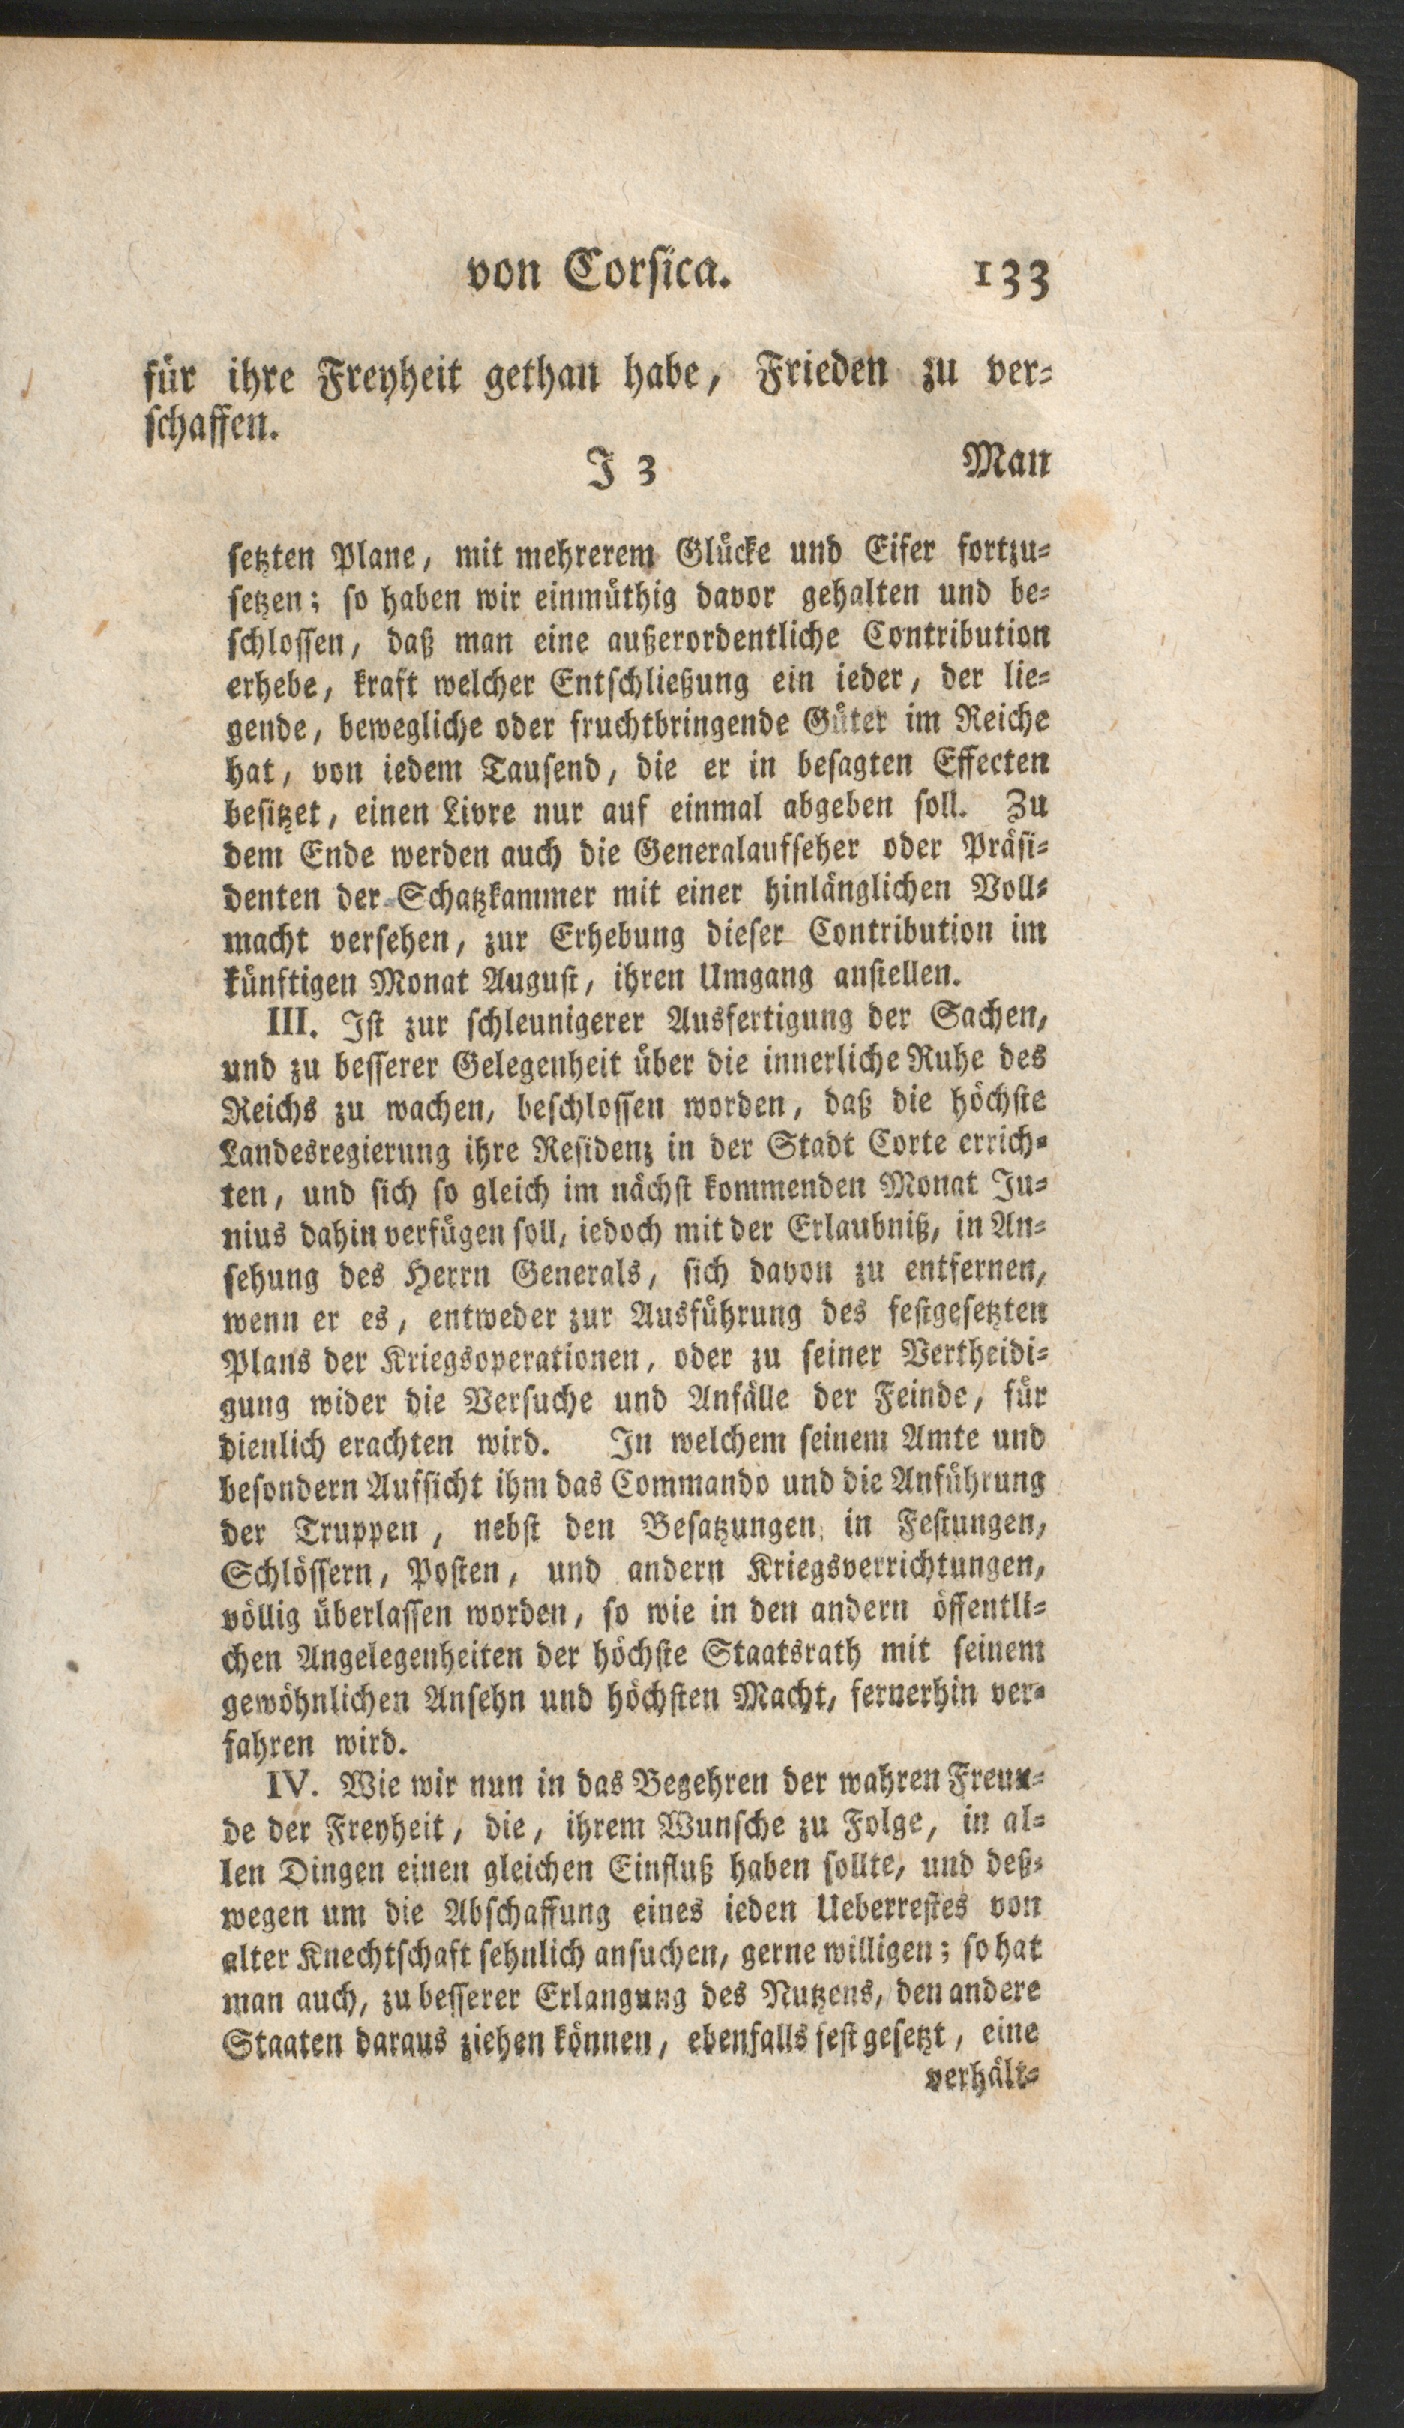 von Corsica. 133
für ihre Freyheit gethan habe, Frieden zu ver-
schaffen.
J 3 Man
setzten Plane, mit mehrerem Glücke und Eifer fortzu-
setzen; so haben wir einmüthig davor gehalten und be-
schlossen, daß man eine außerordentliche Contribution
erhebe, kraft welcher Entschließung ein ieder, der lie-
gende, bewegliche oder fruchtbringende Güter im Reiche
hat, von iedem Tausend, die er in besagten Effecten
besitzet, einen Livre nur auf einmal abgeben soll. Zu
dem Ende werden auch die Generalaufseher oder Präsi-
denten der Schatzkammer mit einer hinlänglichen Voll-
macht versehen, zur Erhebung dieser Contribution im
künftigen Monat August, ihren Umgang anstellen.
III. Ist zur schleunigerer Ausfertigung der Sachen,
und zu besserer Gelegenheit über die innerliche Ruhe des
Reichs zu wachen, beschlossen worden, daß die höchste
Landesregierung ihre Residenz in der Stadt Corte errich-
ten, und sich so gleich im nächst kommenden Monat Ju-
nius dahin verfügen soll, iedoch mit der Erlaubniß, in An-
sehung des Herrn Generals, sich davon zu entfernen,
wenn er es, entweder zur Ausführung des festgesetzten
Plans der Kriegsoperationen, oder zu seiner Vertheidi-
gung wider die Versuche und Anfälle der Feinde, für
dienlich erachten wird. In welchem seinem Amte und
besondern Aufsicht ihm das Commando und die Anführung
der Truppen, nebst den Besatzungen in Festungen,
Schlössern, Posten, und andern Kriegsverrichtungen,
völlig überlassen worden, so wie in den andern öffentli-
chen Angelegenheiten der höchste Staatsrath mit seinem
gewöhnlichen Ansehn und höchsten Macht, fernerhin ver-
fahren wird.
IV. Wie wir nun in das Begehren der wahren Freun-
de der Freyheit, die, ihrem Wunsche zu Folge, in al-
len Dingen einen gleichen Einfluß haben sollte, und deß-
wegen um die Abschaffung eines ieden Ueberrestes von
alter Knechtschaft sehnlich ansuchen, gerne willigen; so hat
man auch, zu besserer Erlangung des Nutzens, den andere
Staaten daraus ziehen können, ebenfalls fest gesetzt, eine
verhält-